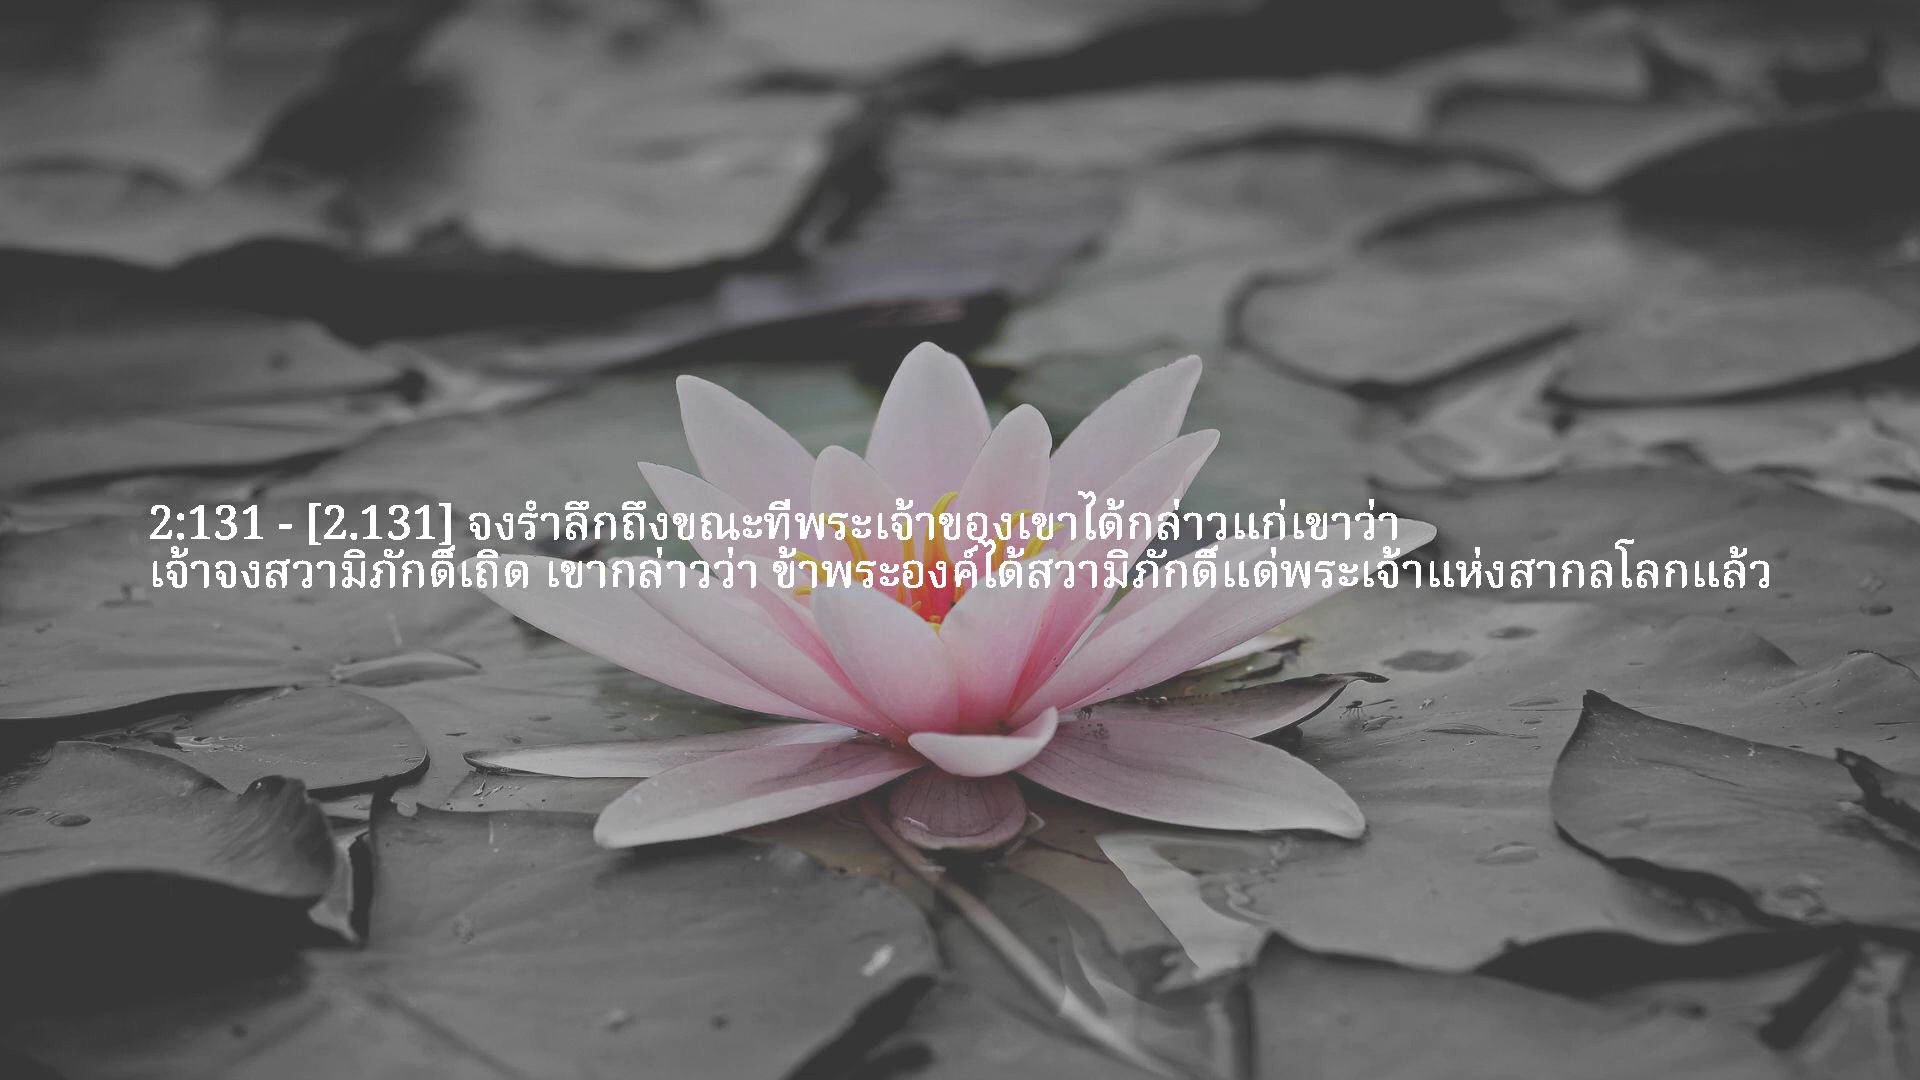 2:131 - [2.131] จงรำลึกถึงขณะที่พระเจ้าของเขาได้กล่าวแก่เขาว่า
เจ้าจงสวามิภักดิ์เถิด เขากล่าวว่า ข้าพระองค์ได้สวามิภักดิ์แด่พระเจ้าแห่งสากลโลกแล้ว